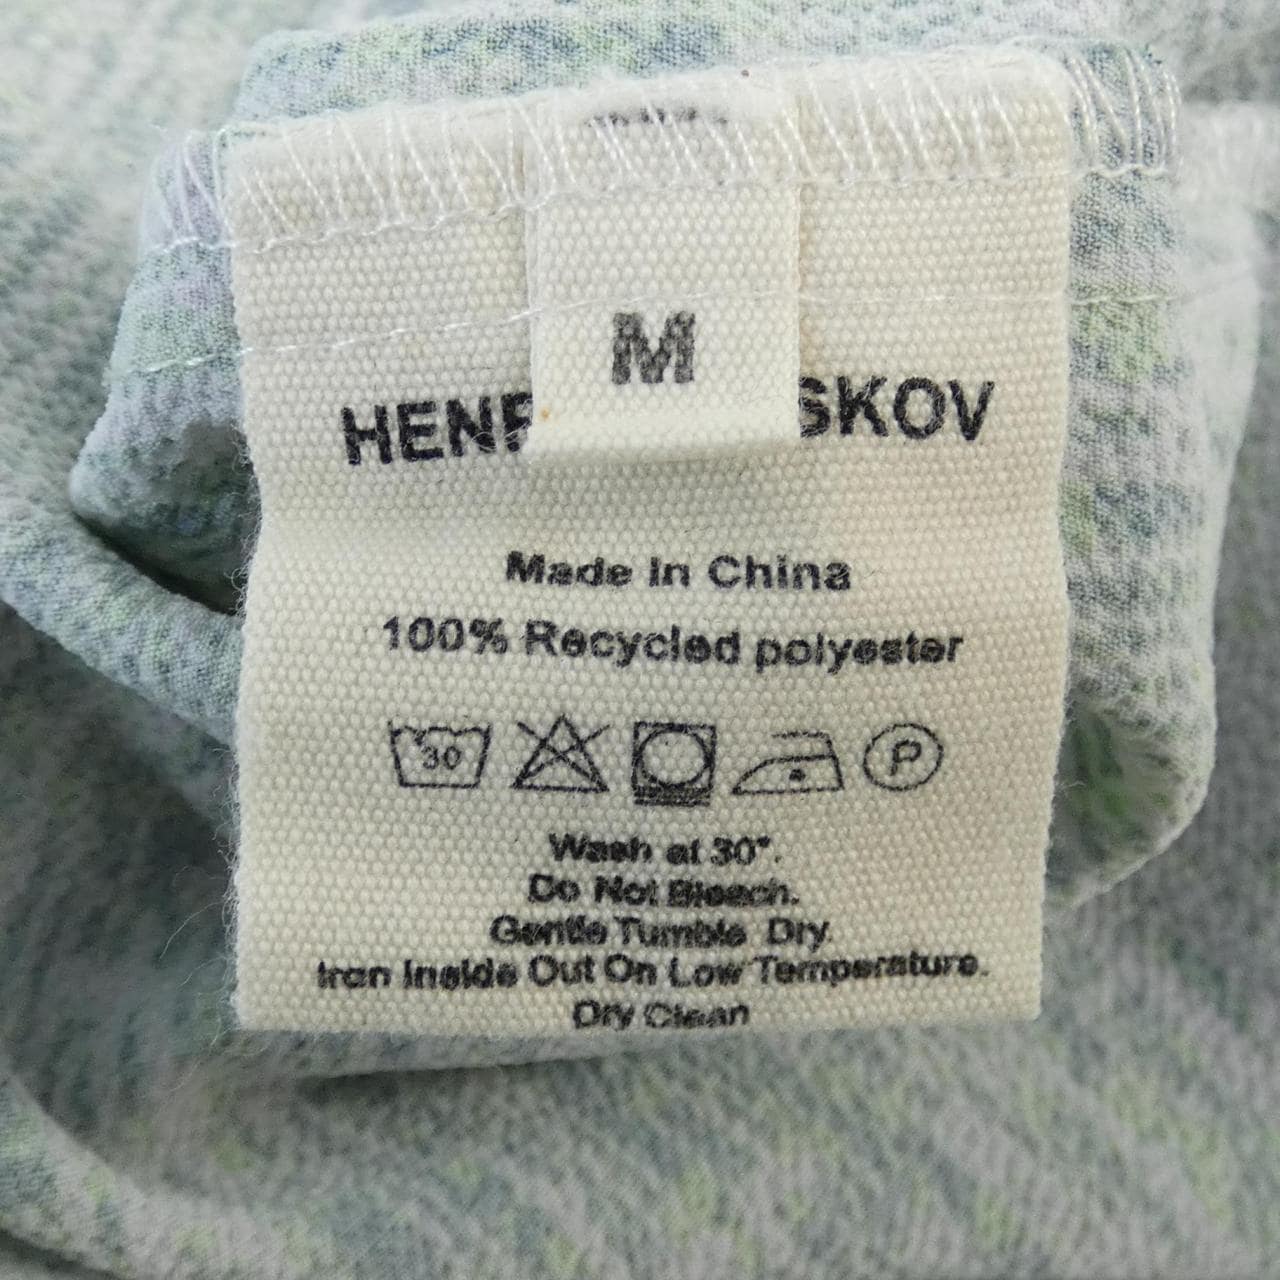 M
HENR SKOV
Made In China
100% Recycled polyester
30 P
Wash at 30°.
Do Not Bleach.
Gentle Tumble Dry.
Iron Inside Out On Low Temperature.
Dry Clean